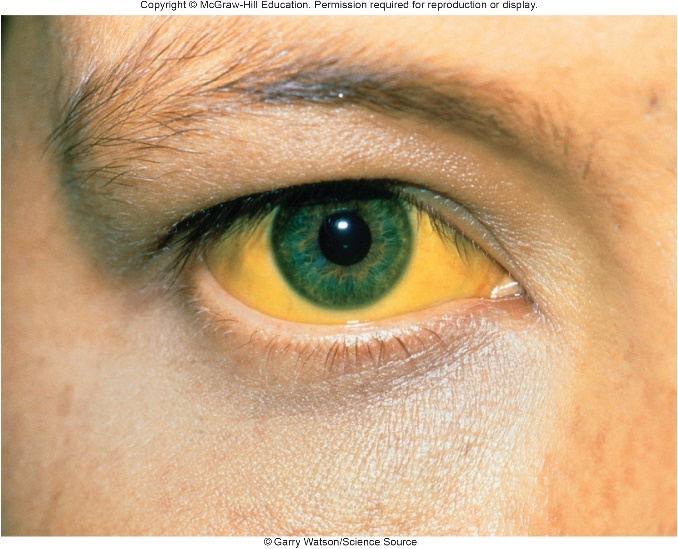 Copyright © McGraw-Hill Education. Permission required for reproduction or display.
© Garry Watson/Science Source